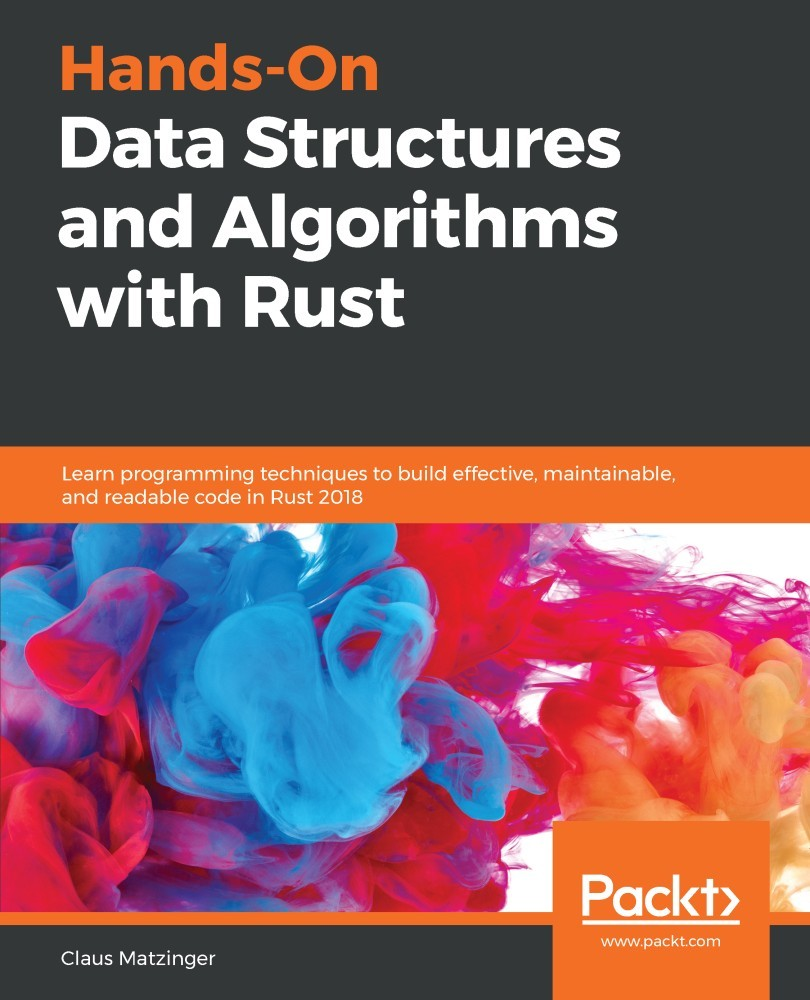 Hands-On
Data Structures
and Algorithms
with Rust
Learn programming techniques to build effective, maintainable,
and readable code in Rust 2018
Packt>
www.packt.com
Claus Matzinger